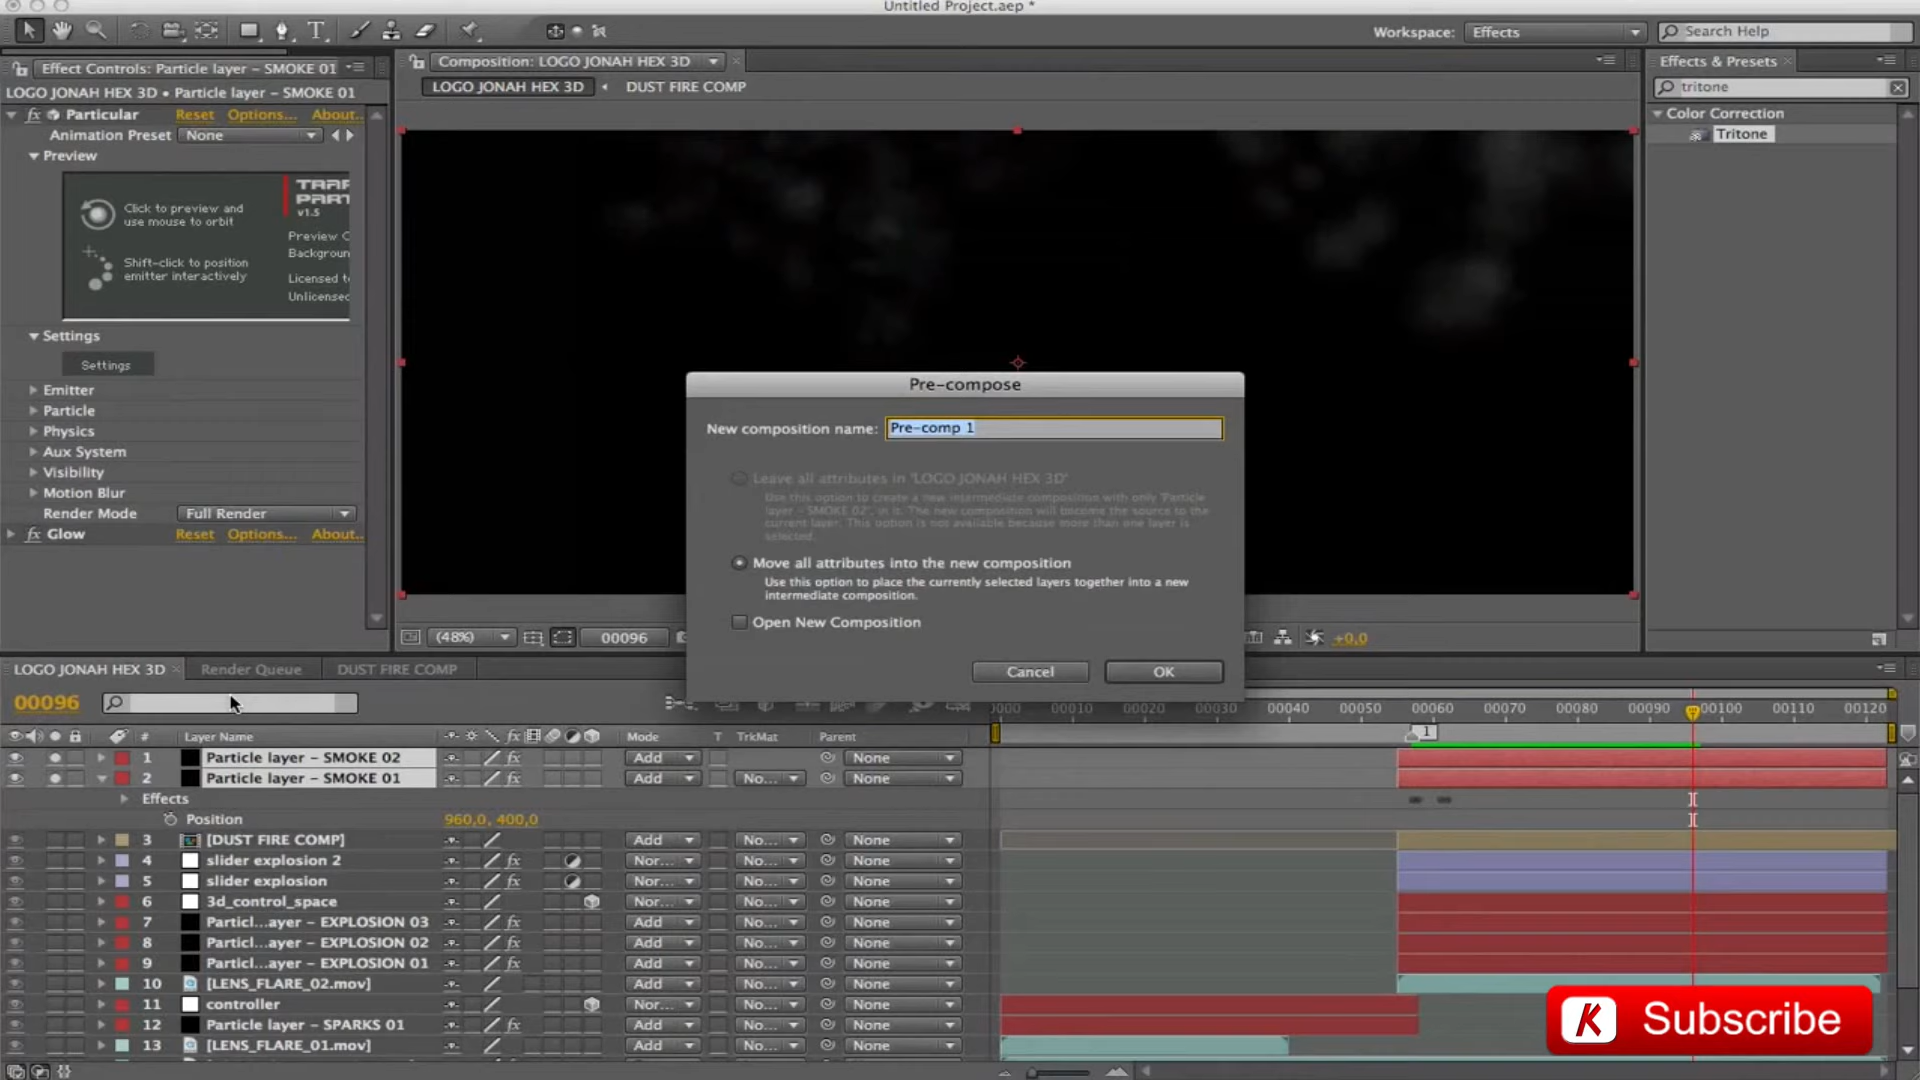 Untitled Project.aep *
Workspace: Effects Search Help
Effect Controls: Particle layer – SMOKE 01
Composition: LOGO JONAH HEX 3D
Effects & Presets
LOGO JONAH HEX 3D • Particle layer – SMOKE 01
LOGO JONAH HEX 3D DUST FIRE COMP
tritone
Particular Reset Options... About..
Color Correction
Animation Preset None
Tritone
Preview
Click to preview and
use mouse to orbit
v1.5
Preview C
Backgroun
Shift-click to position
emitter interactively
Licensed t
Unlicensed
Settings
Settings
Emitter
Particle
Physics
Aux System
Visibility
Motion Blur
Render Mode Full Render
Glow Reset Options... About..
Pre-compose
New composition name: Pre-comp 1
Leave all attributes in "LOGO JONAH HEX 3D"
Use this option to create a new intermediate composition with only "Particle
layer – SMOKE 02", in it. The new composition will become the source to the
current layer. This option is not available because more than one layer is
selected.
Move all attributes into the new composition
Use this option to place the currently selected layers together into a new
intermediate composition.
Open New Composition
Cancel OK
(48%) 00096 +0,0
LOGO JONAH HEX 3D Render Queue DUST FIRE COMP
00096
0000 00010 00020 00030 00040 00050 00060 00070 00080 00090 00100 00110 00120
# Layer Name fx Mode T TrkMat Parent
1
1 Particle layer – SMOKE 02 fx Add None
2 Particle layer – SMOKE 01 fx Add No... None
Effects
Position 960,0, 400,0
3 [DUST FIRE COMP] Add No... None
4 slider explosion 2 fx Nor... No... None
5 slider explosion fx Nor... No... None
6 3d_control_space Nor... No... None
7 Particl...ayer – EXPLOSION 03 fx Add No... None
8 Particl...ayer – EXPLOSION 02 fx Add No... None
9 Particl...ayer – EXPLOSION 01 fx Add No... None
10 [LENS_FLARE_02.mov] Add No... None
11 controller Nor... No... None
12 Particle layer – SPARKS 01 fx Add No... None
13 [LENS_FLARE_01.mov] Add No... None
K Subscribe